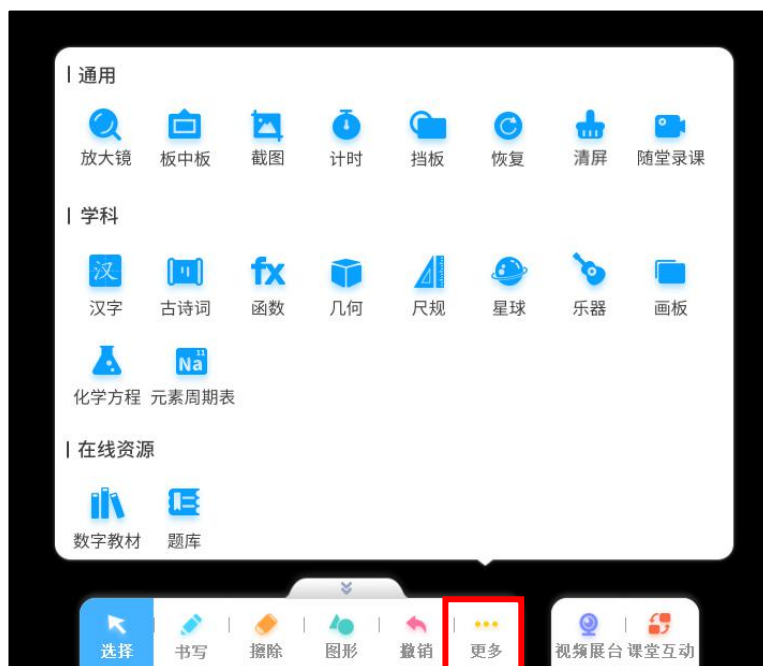 通用
放大镜 板中板 截图 计时 挡板 恢复 清屏 随堂录课
学科
汉
fx
汉字 古诗词 函数 几何 尺规 星球 乐器 画板
11
Na
化学方程 元素周期表
在线资源
数字教材 题库
选择 书写 擦除 图形 撤销 更多 视频展台 课堂互动